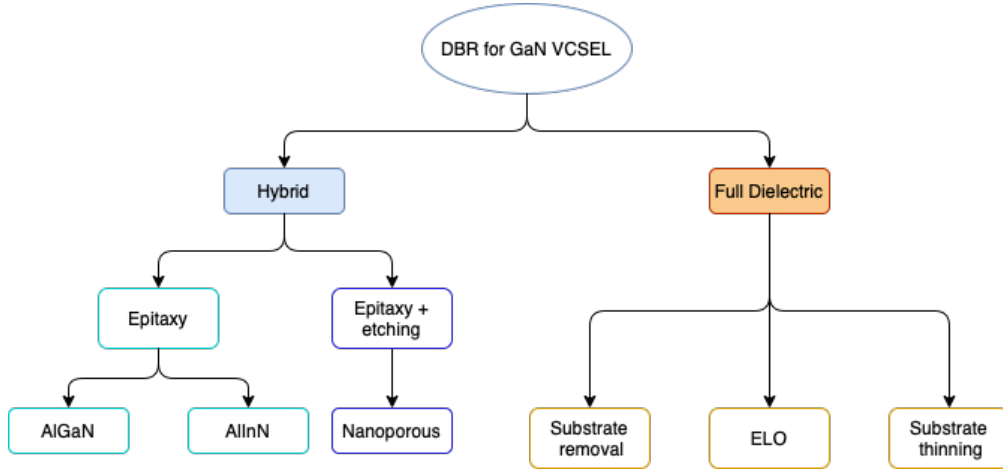 DBR for GaN VCSEL
Hybrid
Full Dielectric
Epitaxy
Epitaxy +
etching
AlGaN
AlInN
Nanoporous
Substrate
removal
ELO
Substrate
thinning